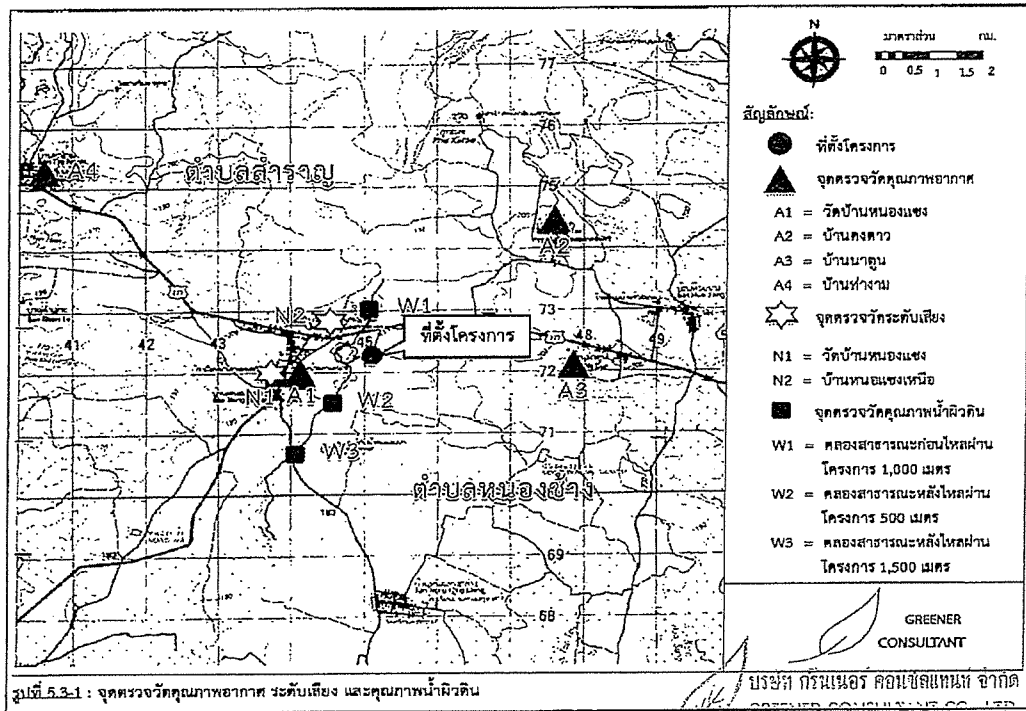 N
มาตราส่วน กม.
0 0.5 1 1.5 2
สัญลักษณ์:
ที่ตั้งโครงการ
จุดตรวจวัดคุณภาพอากาศ
A1 = วัดบ้านหนองแซง
A2 = บ้านดงดาว
A3 = บ้านนาตูน
A4 = บ้านท่างาม
จุดตรวจวัดระดับเสียง
N1 = วัดบ้านหนองแซง
N2 = บ้านหนอแซงเหนือ
จุดตรวจวัดคุณภาพน้ำผิวดิน
W1 = คลองสาธารณะก่อนไหลผ่าน
โครงการ 1,000 เมตร
W2 = คลองสาธารณะหลังไหลผ่าน
โครงการ 500 เมตร
W3 = คลองสาธารณะหลังไหลผ่าน
โครงการ 1,500 เมตร
GREENER
CONSULTANT
บริษัท กรีนเนอร์ คอนซัลแทนท์ จำกัด
GREENER CONSULTANT CO., LTD.
77
76
75
74
73
72
71
69
68
41
42
43
45
48
49
A4
ตำบลสำราญ
A2
W1
N2
ที่ตั้งโครงการ
A3
N1
A1
W2
W3
ตำบลหนองช้าง
รูปที่ 5.3-1 : จุดตรวจวัดคุณภาพอากาศ ระดับเสียง และคุณภาพน้ำผิวดิน